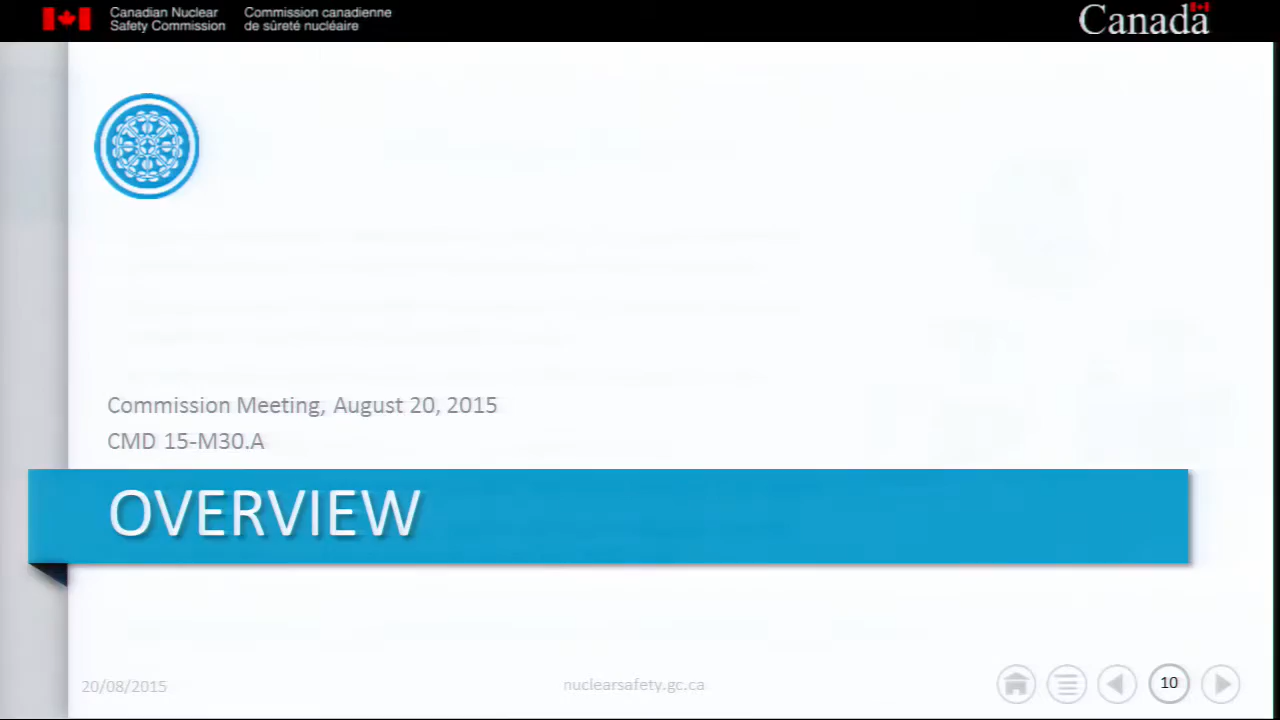 Canadian Nuclear
Safety Commission
Commission canadienne
de sûreté nucléaire
Canada
Commission Meeting, August 20, 2015
CMD 15-M30.A
OVERVIEW
20/08/2015
nuclearsafety.gc.ca
10